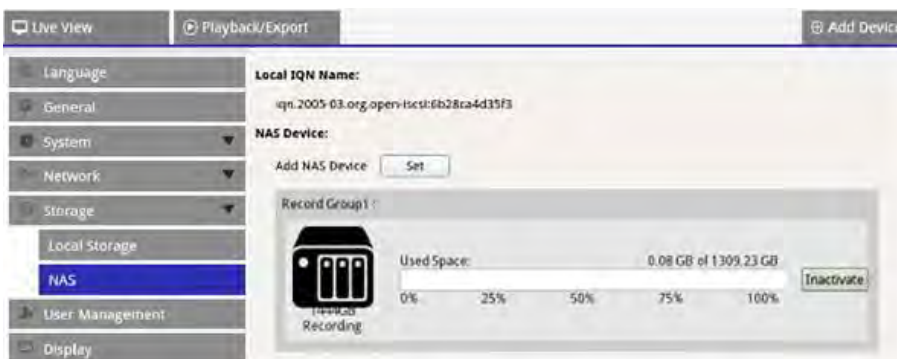 Live View
Playback/Export
Add Device
Language
General
System
Network
Storage
Local Storage
NAS
User Management
Display
Local IQN Name:
iqn.2005-03.org.open-iscsi:6b28ca4d35f3
NAS Device:
Add NAS Device Set
Record Group1 :
Used Space: 0.08 GB of 1309.23 GB
0% 25% 50% 75% 100%
Inactivate
Recording